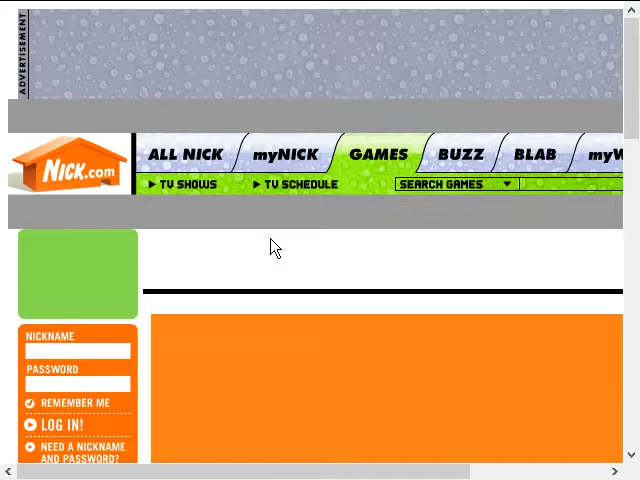 ADVERTISEMENT
NICK.com
ALL NICK
myNICK
GAMES
BUZZ
BLAB
myW
TV SHOWS
TV SCHEDULE
SEARCH GAMES
NICKNAME
PASSWORD
REMEMBER ME
LOG IN!
NEED A NICKNAME
AND PASSWORD?